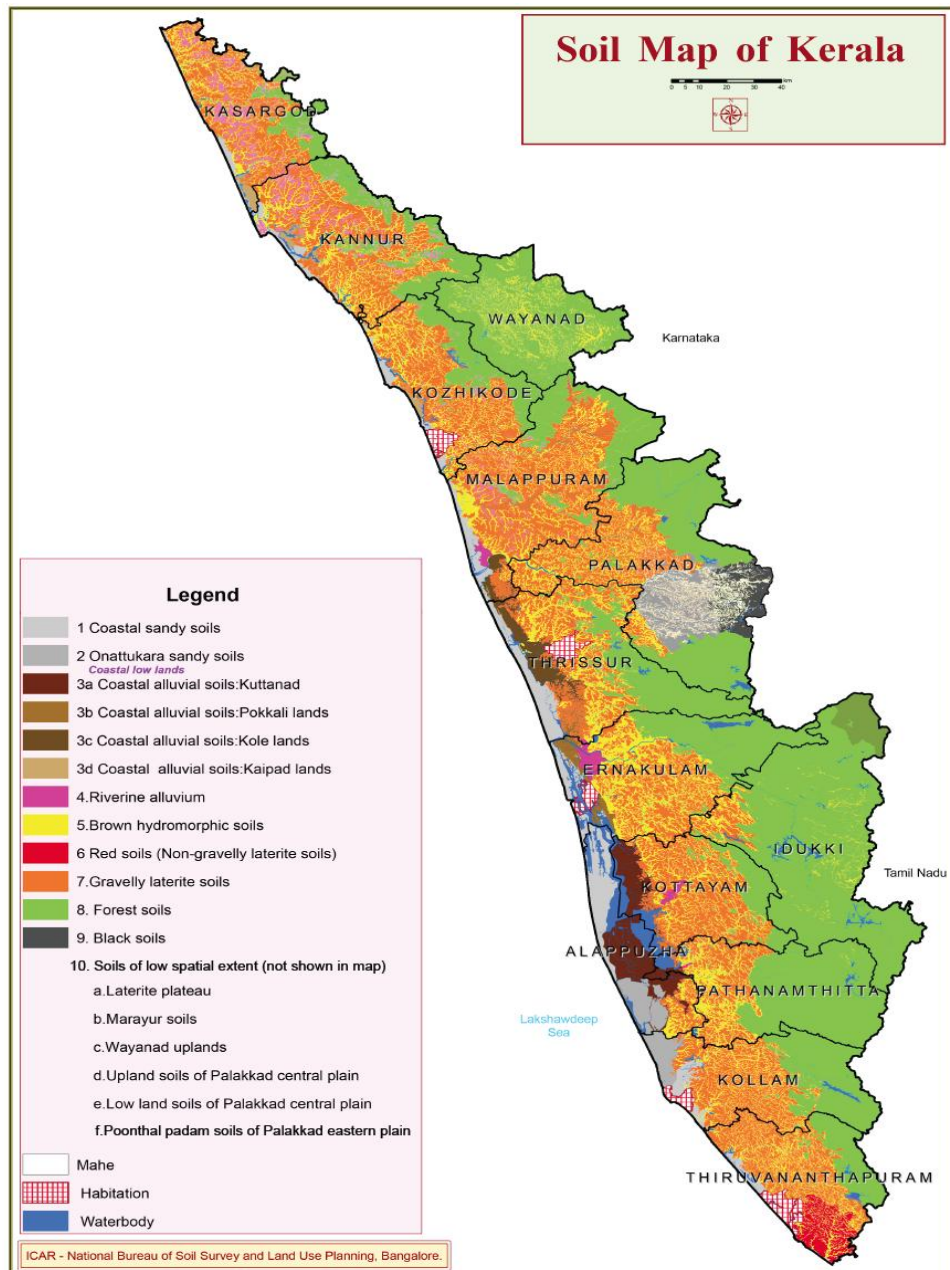 Soil Map of Kerala
km
0 5 10 20 30 40
N
W E
S
KASARGOD
KANNUR
WAYANAD
Karnataka
KOZHIKODE
MALAPPURAM
PALAKKAD
THRISSUR
ERNAKULAM
IDUKKI
Tamil Nadu
KOTTAYAM
ALAPPUZHA
PATHANAMTHITTA
Lakshawdeep
Sea
KOLLAM
THIRUVANANTHAPURAM
Legend
1 Coastal sandy soils
2 Onattukara sandy soils
Coastal low lands
3a Coastal alluvial soils:Kuttanad
3b Coastal alluvial soils:Pokkali lands
3c Coastal alluvial soils:Kole lands
3d Coastal alluvial soils:Kaipad lands
4.Riverine alluvium
5.Brown hydromorphic soils
6 Red soils (Non-gravelly laterite soils)
7.Gravelly laterite soils
8. Forest soils
9. Black soils
10. Soils of low spatial extent (not shown in map)
a.Laterite plateau
b.Marayur soils
c.Wayanad uplands
d.Upland soils of Palakkad central plain
e.Low land soils of Palakkad central plain
f.Poonthal padam soils of Palakkad eastern plain
Mahe
Habitation
Waterbody
ICAR - National Bureau of Soil Survey and Land Use Planning, Bangalore.